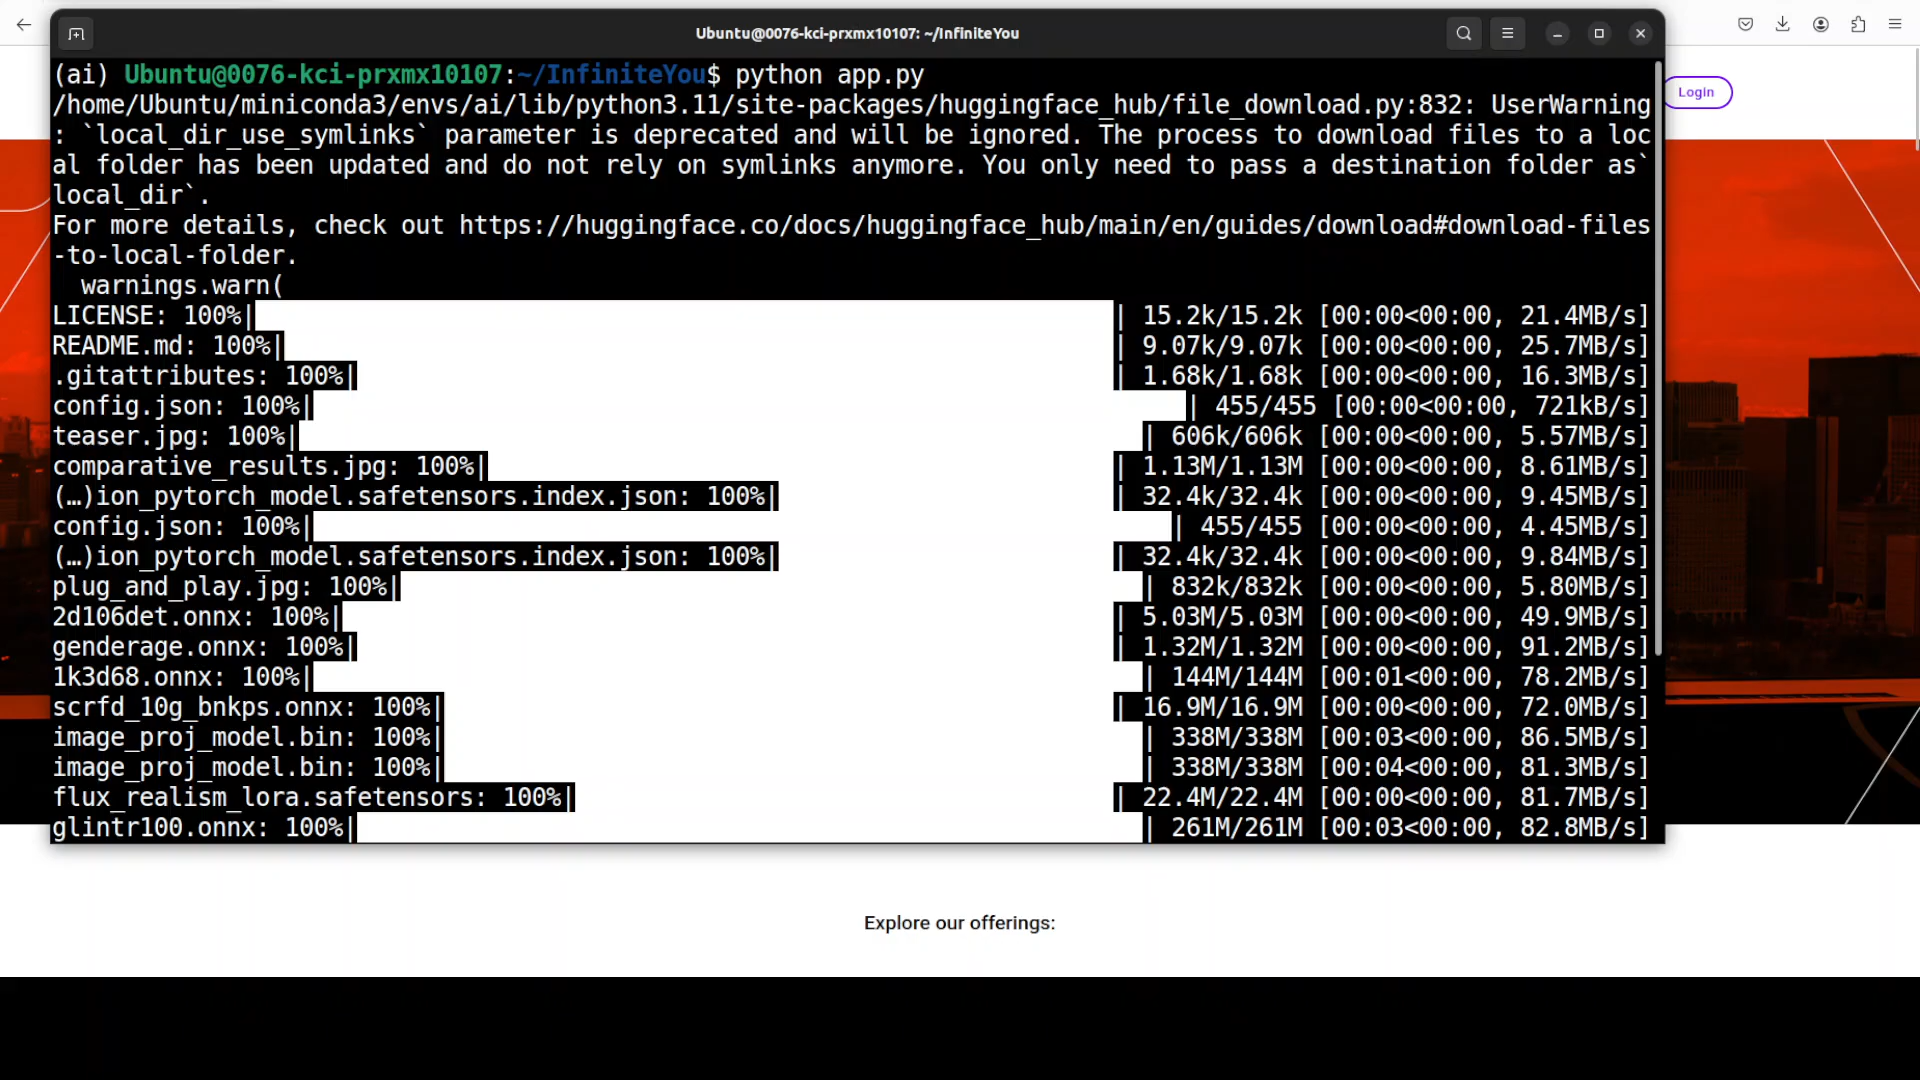 Ubuntu@0076-kci-prxmx10107: ~/InfiniteYou
(ai) Ubuntu@0076-kci-prxmx10107:~/InfiniteYou$ python app.py
/home/Ubuntu/miniconda3/envs/ai/lib/python3.11/site-packages/huggingface_hub/file_download.py:832: UserWarning
: `local_dir_use_symlinks` parameter is deprecated and will be ignored. The process to download files to a loc
al folder has been updated and do not rely on symlinks anymore. You only need to pass a destination folder as`
local_dir`.
For more details, check out https://huggingface.co/docs/huggingface_hub/main/en/guides/download#download-files
-to-local-folder.
  warnings.warn(
LICENSE: 100%| | 15.2k/15.2k [00:00<00:00, 21.4MB/s]
README.md: 100%| | 9.07k/9.07k [00:00<00:00, 25.7MB/s]
.gitattributes: 100%| | 1.68k/1.68k [00:00<00:00, 16.3MB/s]
config.json: 100%| | 455/455 [00:00<00:00, 721kB/s]
teaser.jpg: 100%| | 606k/606k [00:00<00:00, 5.57MB/s]
comparative_results.jpg: 100%| | 1.13M/1.13M [00:00<00:00, 8.61MB/s]
(…)ion_pytorch_model.safetensors.index.json: 100%| | 32.4k/32.4k [00:00<00:00, 9.45MB/s]
config.json: 100%| | 455/455 [00:00<00:00, 4.45MB/s]
(…)ion_pytorch_model.safetensors.index.json: 100%| | 32.4k/32.4k [00:00<00:00, 9.84MB/s]
plug_and_play.jpg: 100%| | 832k/832k [00:00<00:00, 5.80MB/s]
2d106det.onnx: 100%| | 5.03M/5.03M [00:00<00:00, 49.9MB/s]
genderage.onnx: 100%| | 1.32M/1.32M [00:00<00:00, 91.2MB/s]
1k3d68.onnx: 100%| | 144M/144M [00:01<00:00, 78.2MB/s]
scrfd_10g_bnkps.onnx: 100%| | 16.9M/16.9M [00:00<00:00, 72.0MB/s]
image_proj_model.bin: 100%| | 338M/338M [00:03<00:00, 86.5MB/s]
image_proj_model.bin: 100%| | 338M/338M [00:04<00:00, 81.3MB/s]
flux_realism_lora.safetensors: 100%| | 22.4M/22.4M [00:00<00:00, 81.7MB/s]
glintr100.onnx: 100%| | 261M/261M [00:03<00:00, 82.8MB/s]
Login
Explore our offerings: